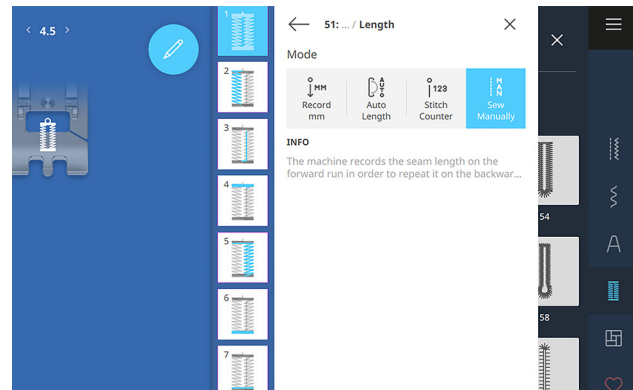 4.5
1
2
3
4
5
6
7
51: ... / Length
Mode
MM
Record
mm
AUTO
Auto
Length
123
Stitch
Counter
MAN
Sew
Manually
INFO
The machine records the seam length on the
forward run in order to repeat it on the backwar...
54
58